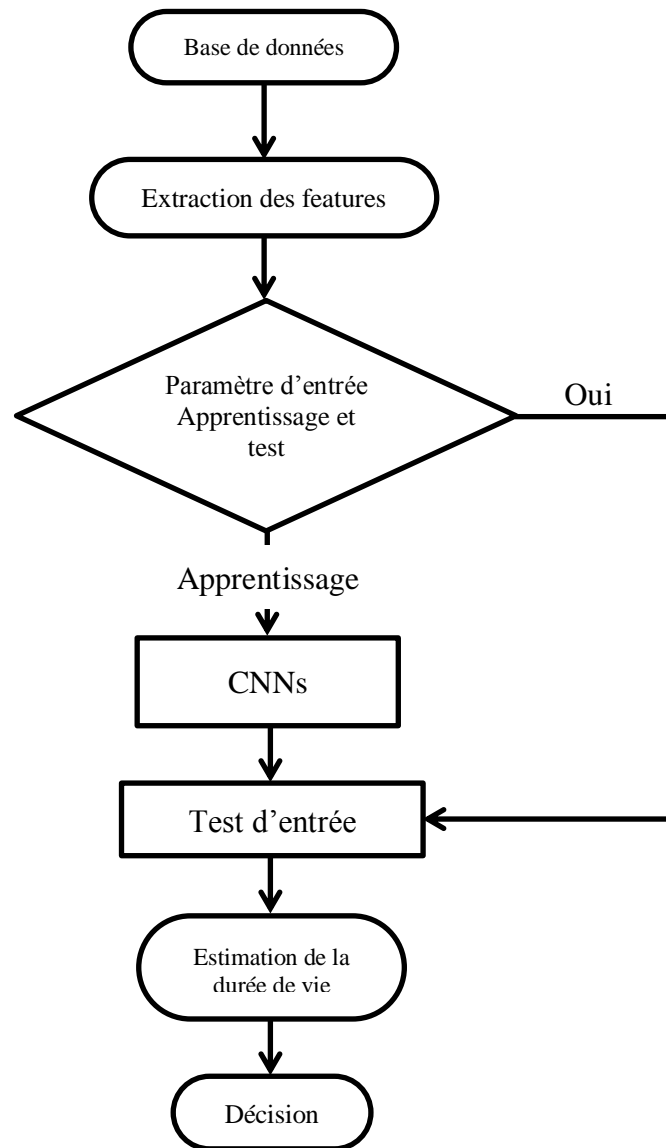 Base de données
Extraction des features
Paramètre d’entrée
Apprentissage et
test
Oui
Apprentissage
CNNs
Test d’entrée
Estimation de la
durée de vie
Décision